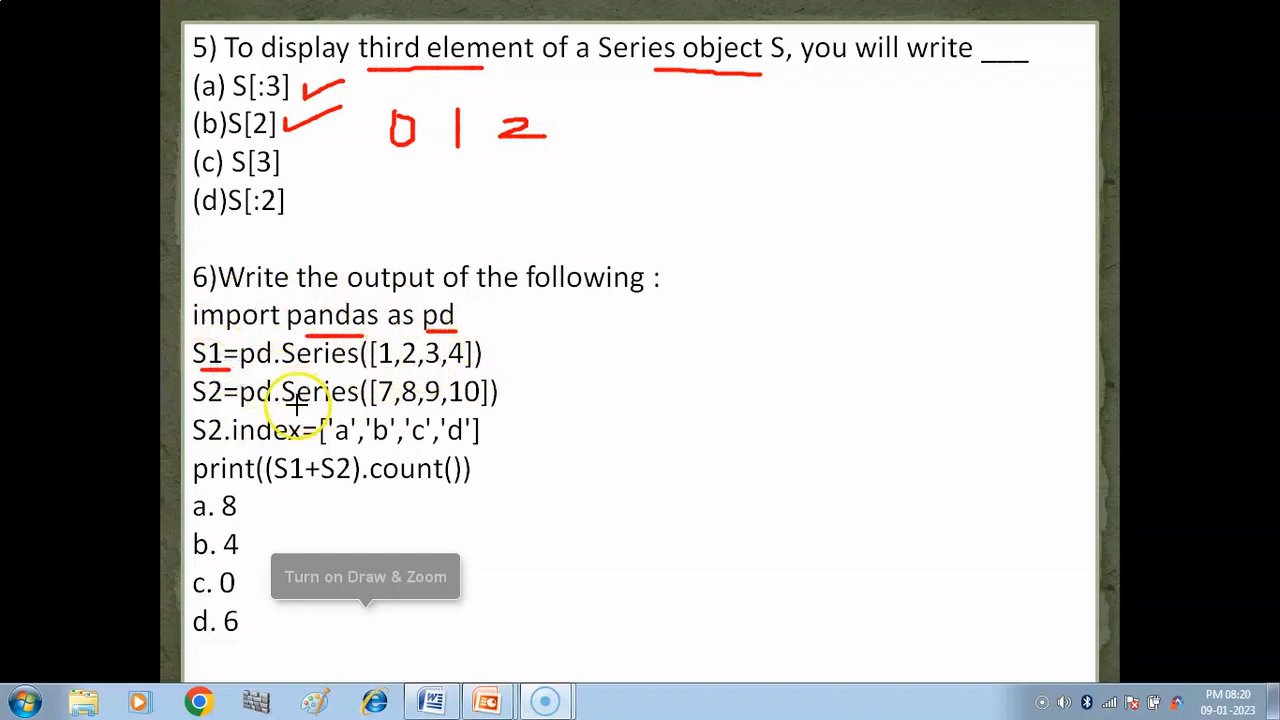 5) To display third element of a Series object S, you will write ___
(a) S[:3]
(b)S[2]
0 1 2
(c) S[3]
(d)S[:2]
6)Write the output of the following :
import pandas as pd
S1=pd.Series([1,2,3,4])
S2=pd.Series([7,8,9,10])
S2.index=['a','b','c','d']
print((S1+S2).count())
a. 8
b. 4
c. 0
d. 6
Turn on Draw & Zoom
PM 08:20
09-01-2023